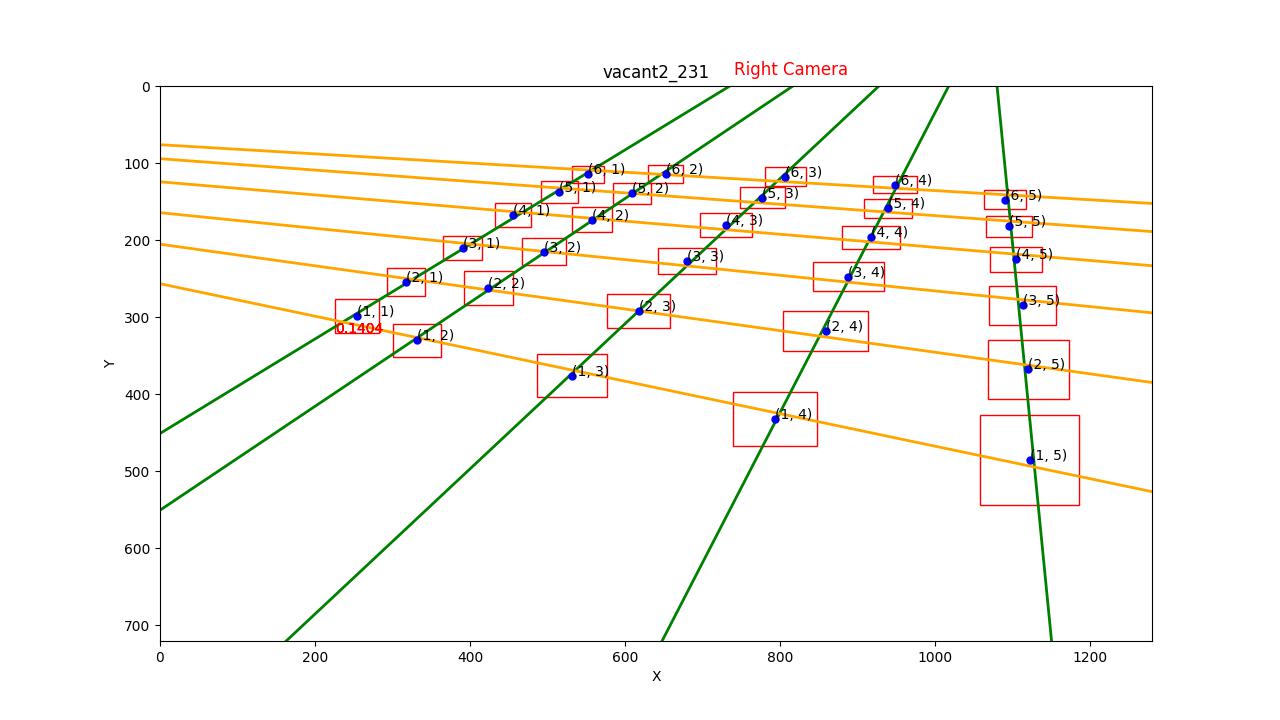 vacant2_231 Right Camera
0
100
200
300
400
500
600
700
Y
(6, 1) (6, 2) (6, 3) (6, 4) (6, 5)
(5, 1) (5, 2) (5, 3) (5, 4) (5, 5)
(4, 1) (4, 2) (4, 3) (4, 4) (4, 5)
(3, 1) (3, 2) (3, 3) (3, 4) (3, 5)
(2, 1) (2, 2) (2, 3) (2, 4) (2, 5)
(1, 1) (1, 2) (1, 3) (1, 4) (1, 5)
0.1404
0 200 400 600 800 1000 1200
X